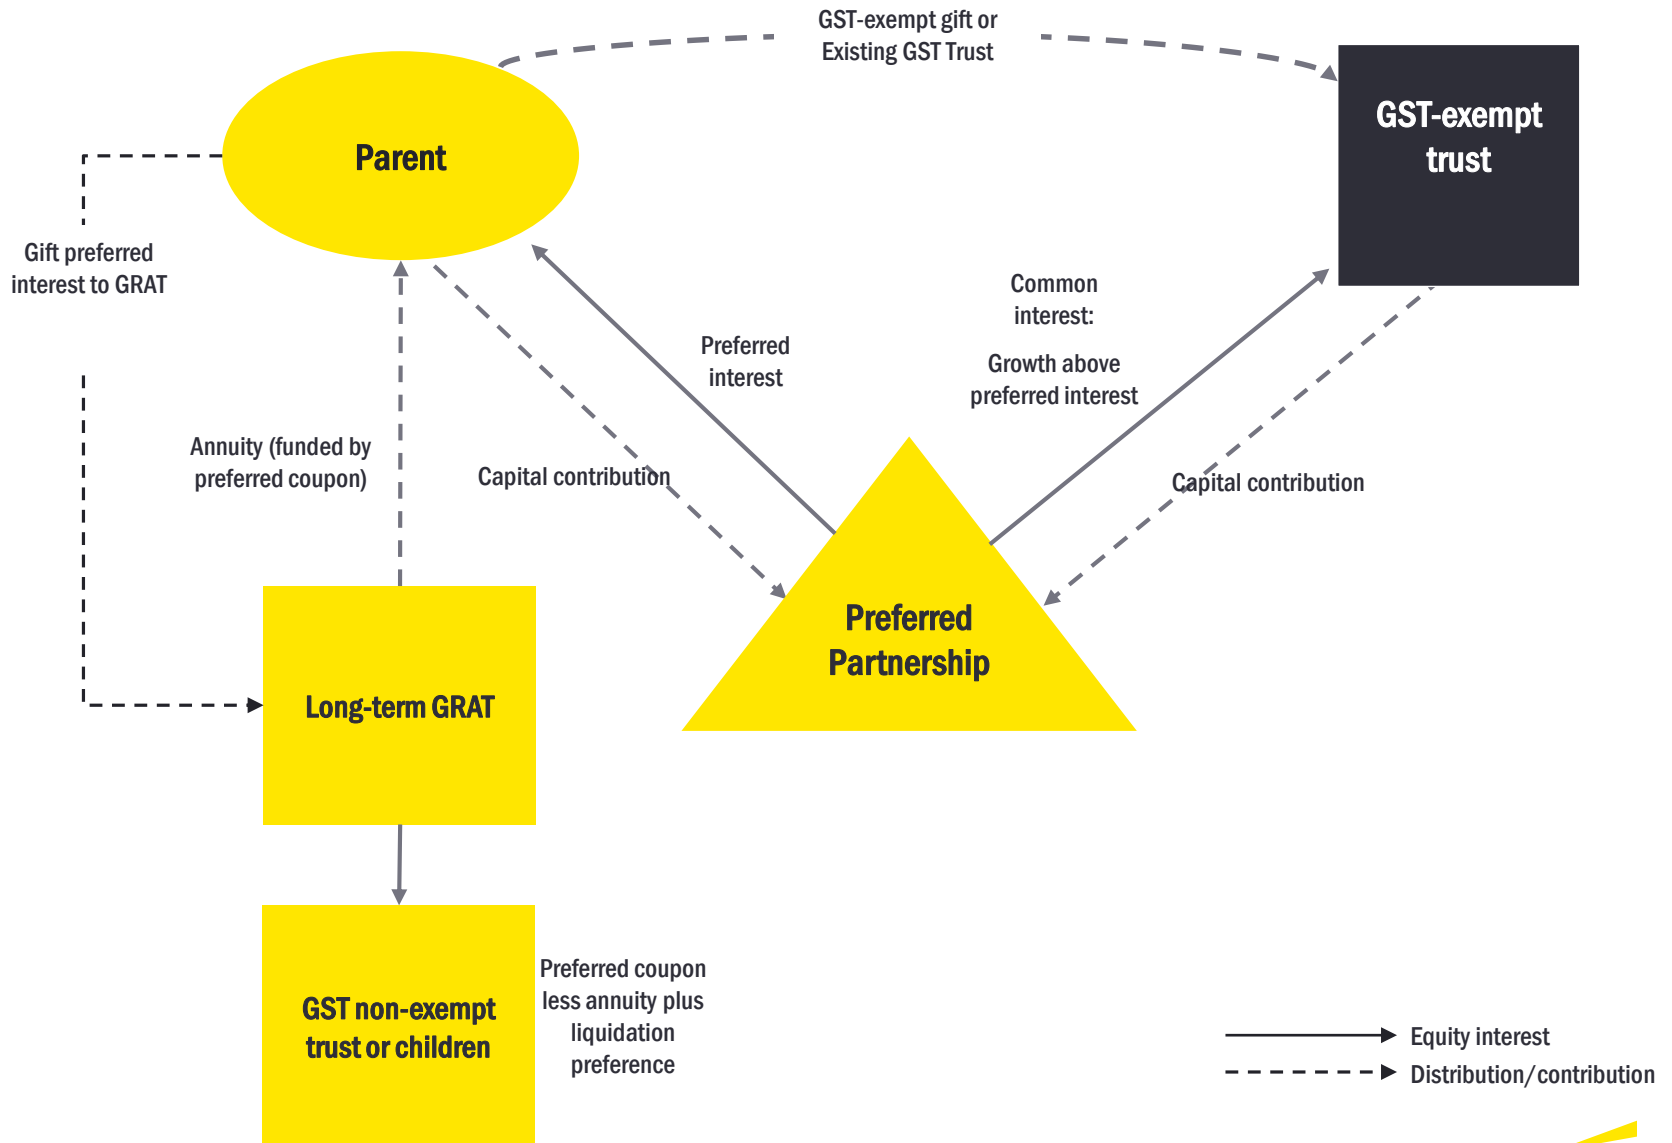 GST-exempt gift or
Existing GST Trust
Parent
GST-exempt
trust
Gift preferred
interest to GRAT
Common
interest:
Growth above
preferred interest
Preferred
interest
Annuity (funded by
preferred coupon)
Capital contribution
Capital contribution
Preferred
Partnership
Long-term GRAT
GST non-exempt
trust or children
Preferred coupon
less annuity plus
liquidation
preference
Equity interest
Distribution/contribution